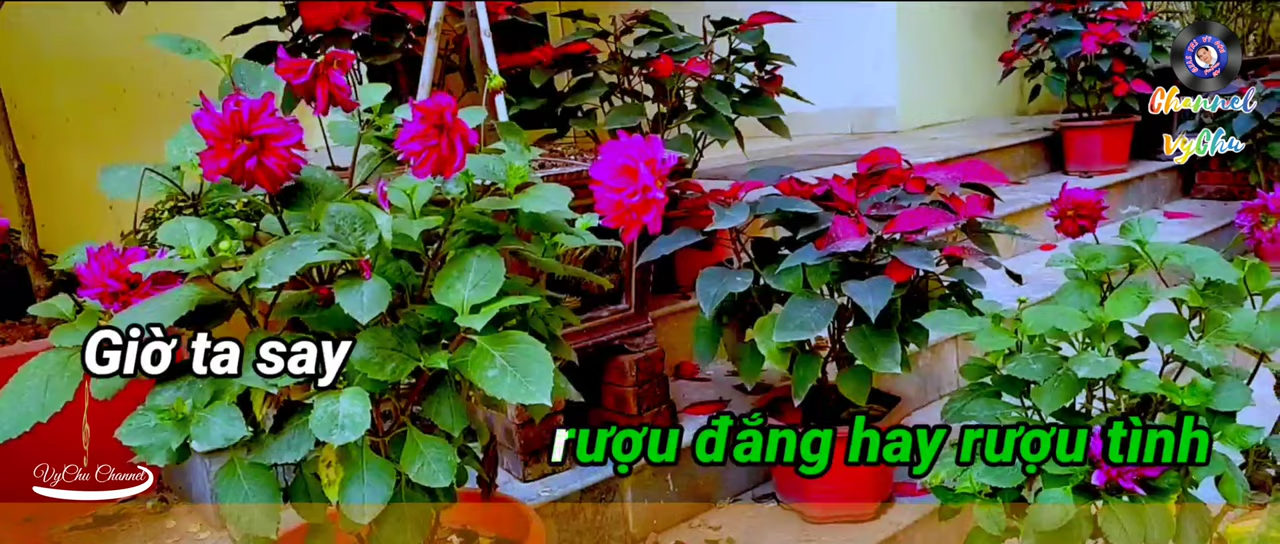 Channel
VyChu
Giờ ta say
rượu đắng hay rượu tình
VyChu Channel